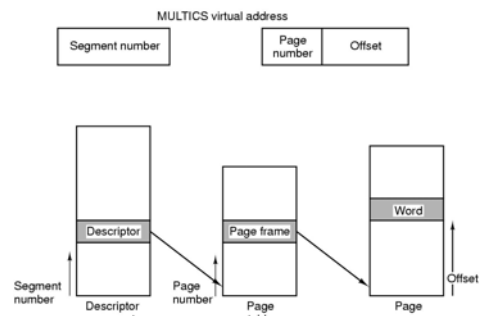 MULTICS virtual address
Segment number
Page
number
Offset
Descriptor
Page frame
Word
Segment
number
Page
number
Offset
Descriptor
Page
Page